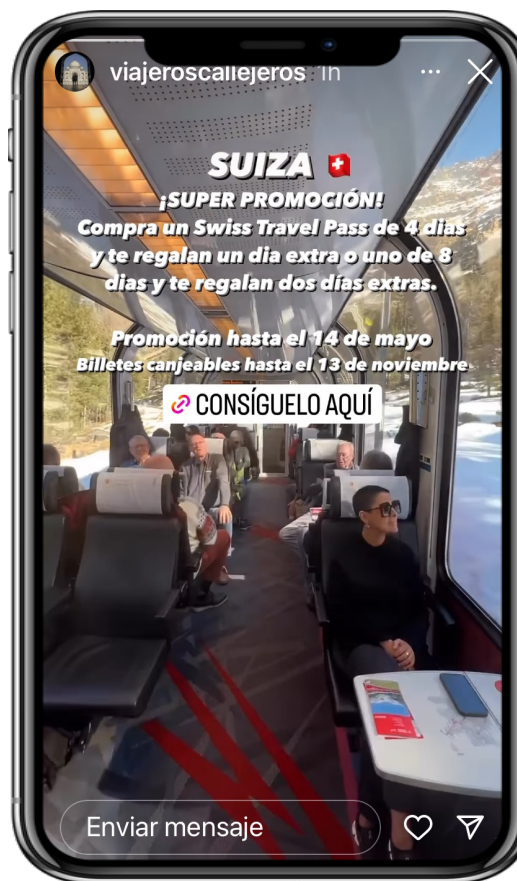 viajeroscallejeros 1h
SUIZA
¡SUPER PROMOCIÓN!
Compra un Swiss Travel Pass de 4 dias
y te regalan un dia extra o uno de 8
dias y te regalan dos días extras.
Promoción hasta el 14 de mayo
Billetes canjeables hasta el 13 de noviembre
CONSÍGUELO AQUÍ
Enviar mensaje